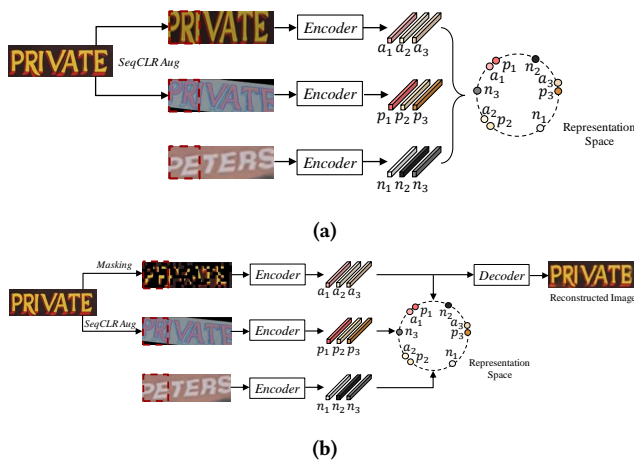 PRIVATE
SeqCLR Aug
PRIVATE
Encoder
a1 a2 a3
PRIVATE
Encoder
p1 p2 p3
PETERS
Encoder
n1 n2 n3
p1 n2
a1 a3
n3 p3
a2 p2 n1
Representation
Space
(a)
PRIVATE
Masking
Encoder
a1 a2 a3
Decoder
PRIVATE
Reconstructed Image
SeqCLR Aug
PRIVATE
Encoder
p1 p2 p3
PETERS
Encoder
n1 n2 n3
p1 n2
a1 a3
n3 p3
a2 p2 n1
Representation
Space
(b)